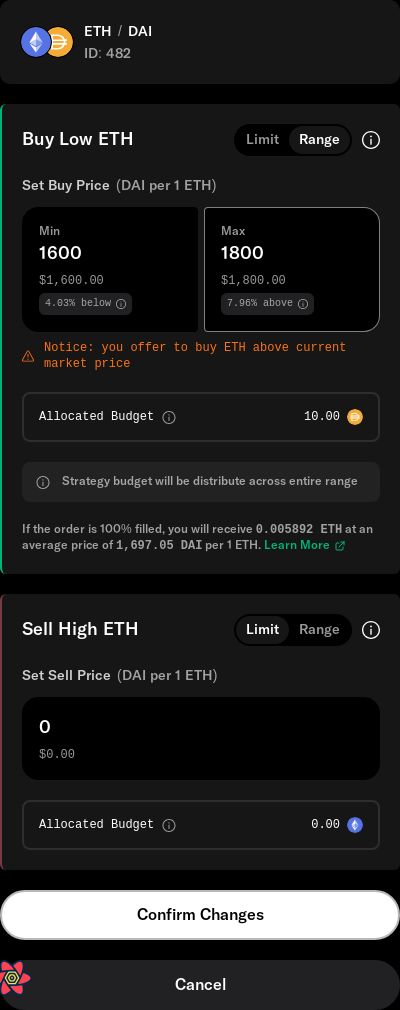 ETH / DAI
ID: 482
Buy Low ETH
Limit Range
Set Buy Price (DAI per 1 ETH)
Min Max
1600 1800
$1,600.00 $1,800.00
4.03% below 7.96% above
Notice: you offer to buy ETH above current
market price
Allocated Budget 10.00
Strategy budget will be distribute across entire range
If the order is 100% filled, you will receive 0.005892 ETH at an
average price of 1,697.05 DAI per 1 ETH. Learn More
Sell High ETH
Limit Range
Set Sell Price (DAI per 1 ETH)
0
$0.00
Allocated Budget 0.00
Confirm Changes
Cancel